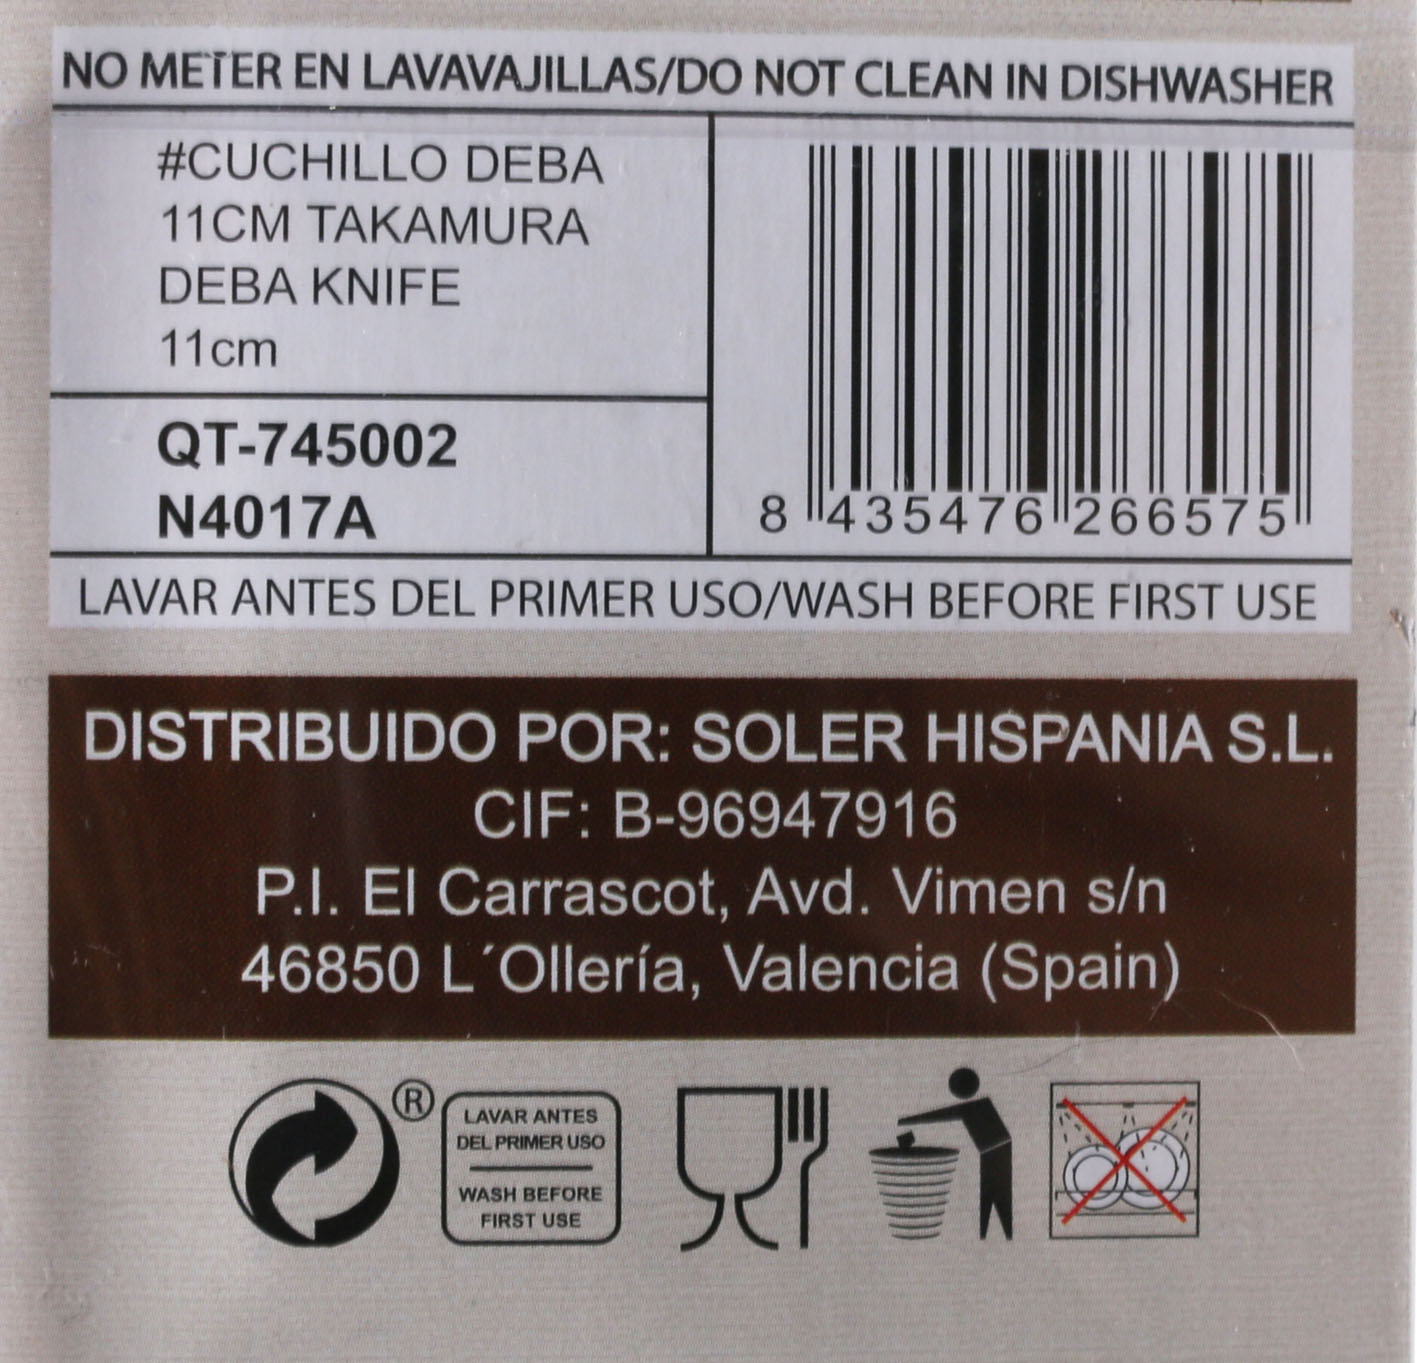 NO METER EN LAVAVAJILLAS/DO NOT CLEAN IN DISHWASHER
#CUCHILLO DEBA
11CM TAKAMURA
DEBA KNIFE
11cm
QT-745002
N4017A
8 435476 266575
LAVAR ANTES DEL PRIMER USO/WASH BEFORE FIRST USE
DISTRIBUIDO POR: SOLER HISPANIA S.L.
CIF: B-96947916
P.I. El Carrascot, Avd. Vimen s/n
46850 L´Ollería, Valencia (Spain)
®
LAVAR ANTES
DEL PRIMER USO
WASH BEFORE
FIRST USE